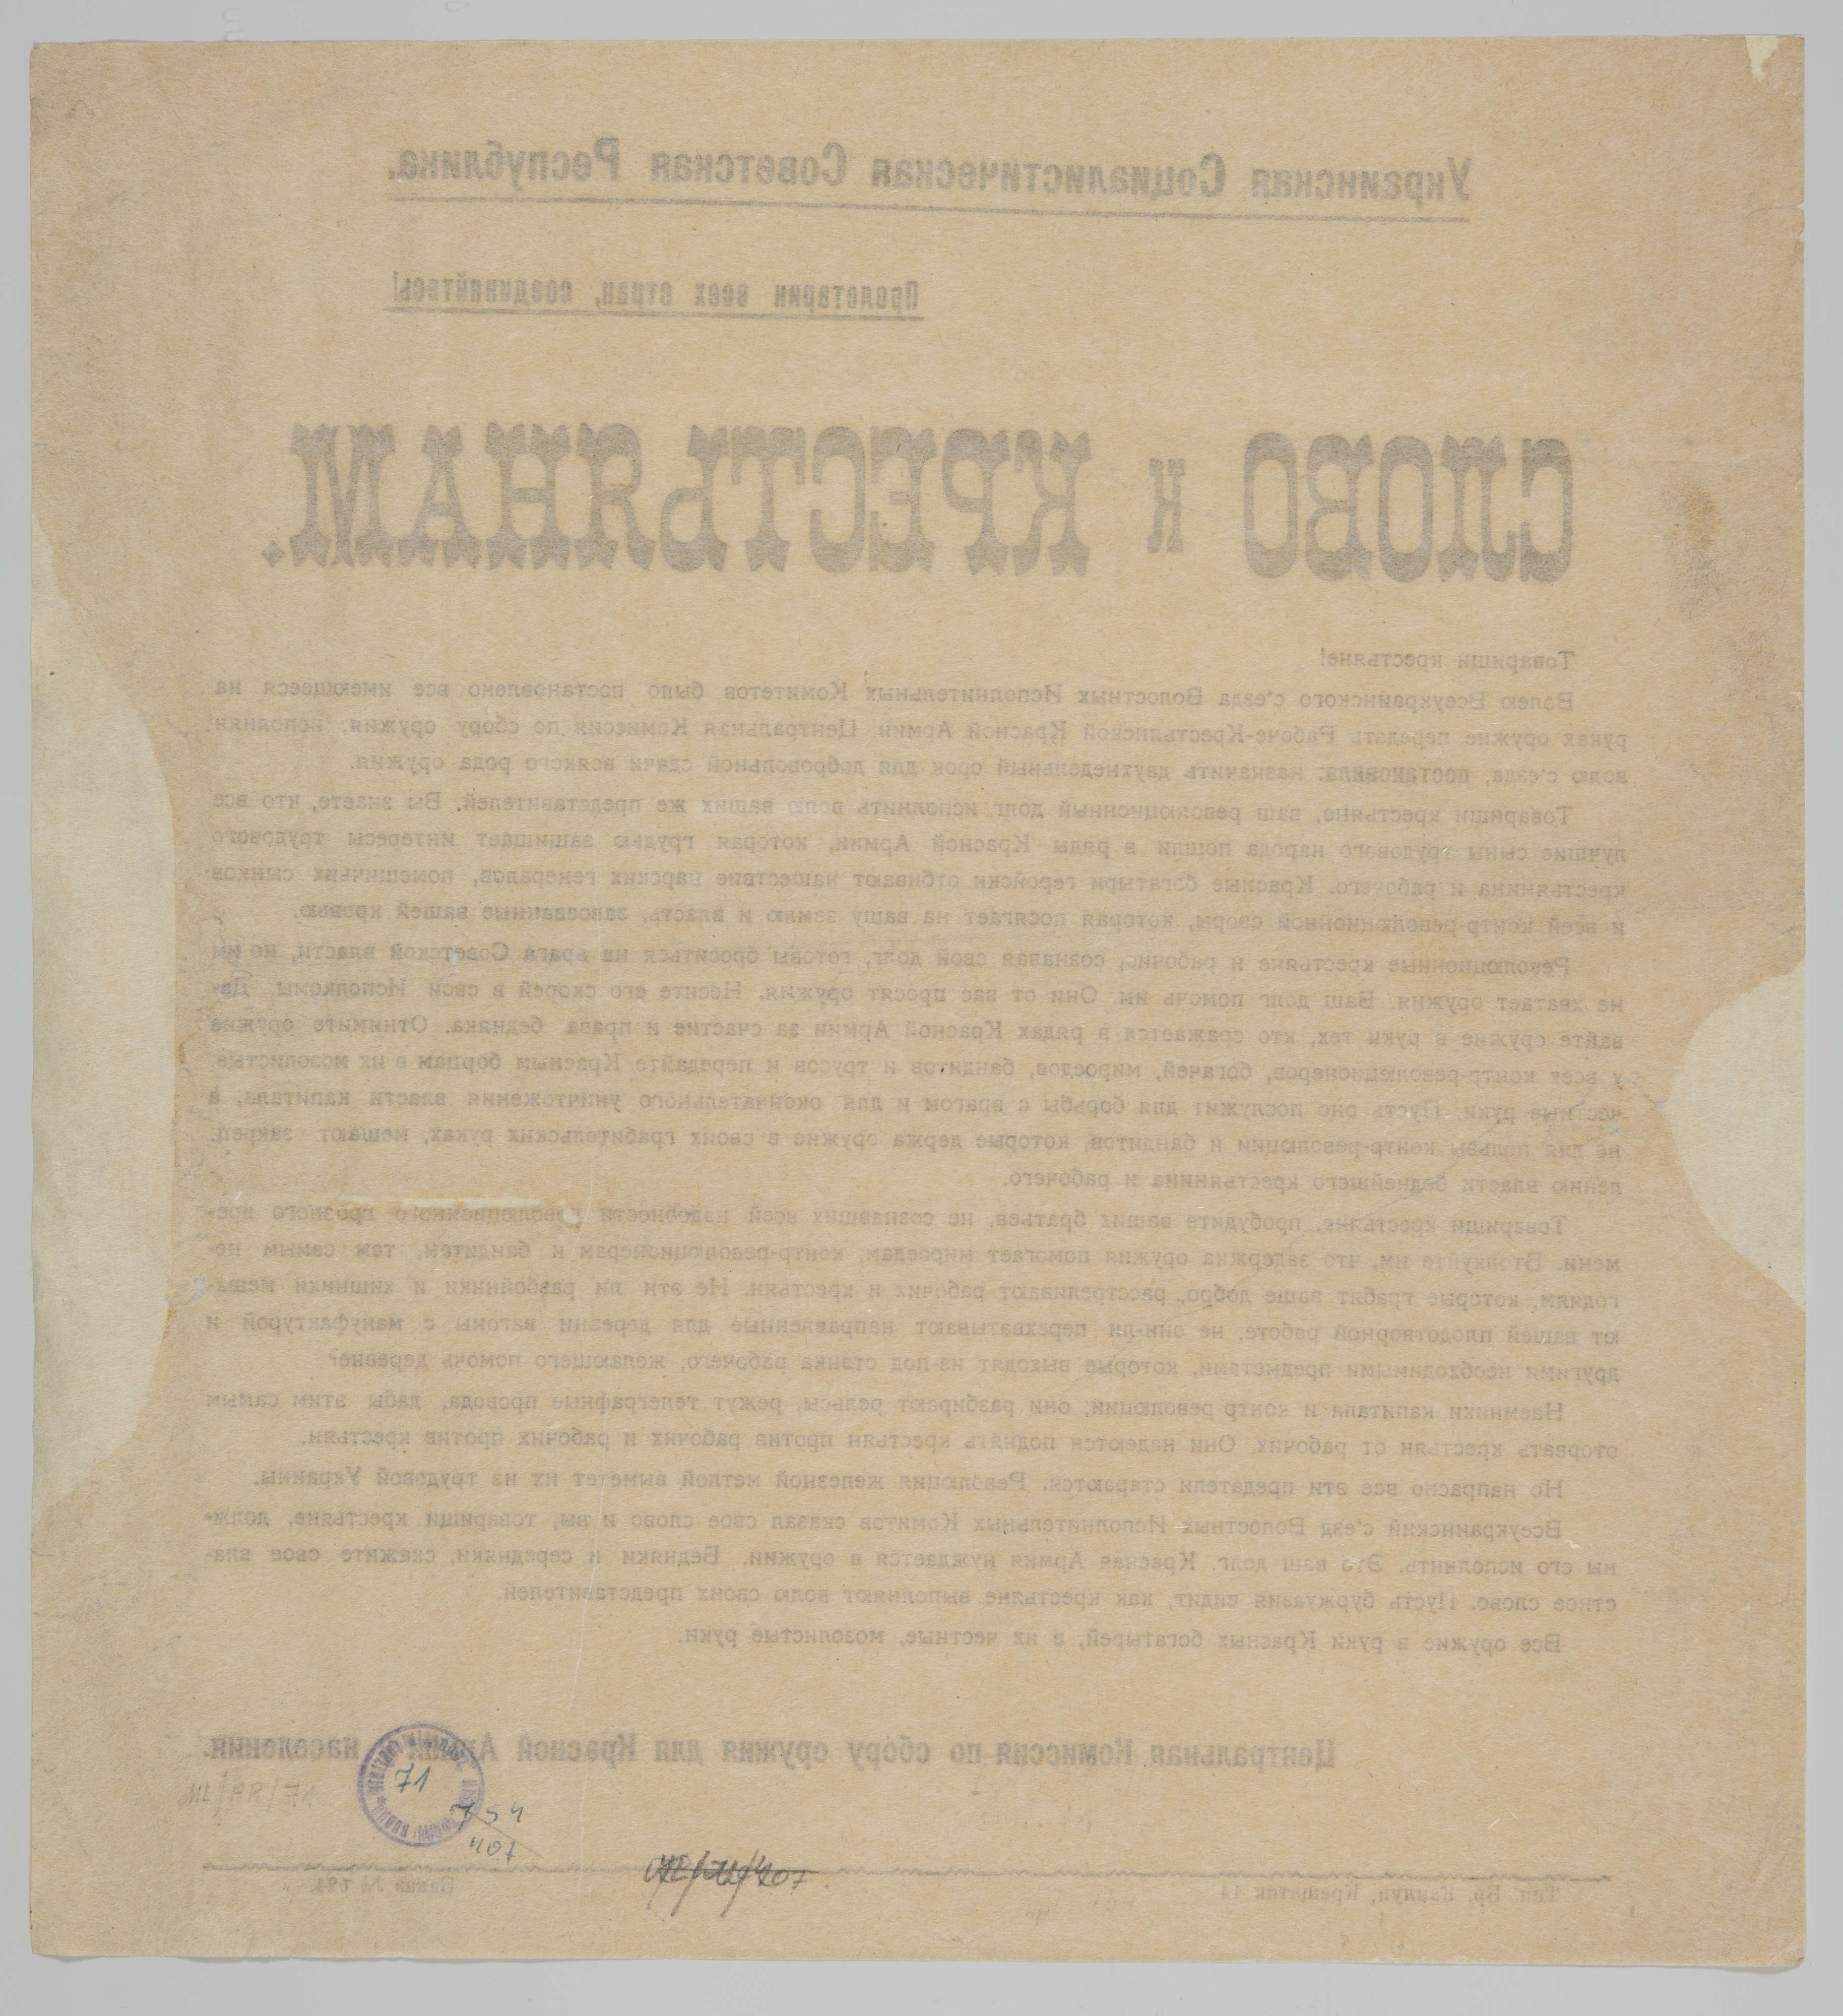 Украинская Социалистическая Советская Республика.
Пролетарии всех стран, соединяйтесь!
СЛОВО к КРЕСТЬЯНАМ.
Товарищи крестьяне!
Волею Всеукраинского с'езда Волостных Исполнительных Комитетов было постановлено все имеющееся на
руках оружие передать Рабоче-Крестьянской Красной Армии. Центральная Комиссия по сбору оружия, исполняя
волю с'езда, постановила: назначить двухнедельный срок для добровольной сдачи всякого рода оружия.
Товарищи крестьяне, ваш революционный долг исполнить волю ваших же представителей. Вы знаете, что все
лучшие сыны трудового народа пошли в ряды Красной Армии, которая грудью защищает интересы трудового
крестьянина и рабочего. Красные богатыри геройски отбивают нашествие царских генералов, помещичьих сынков
и всей контр-революционной своры, которая посягает на вашу землю и власть, завоеванные вашей кровью.
Революционные крестьяне и рабочие, сознавая свой долг, готовы броситься на врага Советской власти, но им
не хватает оружия. Ваш долг помочь им. Они от вас просят оружия. Несите его скорей в свои Исполкомы. Да-
вайте оружие в руки тех, кто сражается в рядах Красной Армии за счастие и права бедняка. Отнимите оружие
у всех контр-революционеров, богачей, мироедов, бандитов и трусов и передайте Красным борцам в их мозолистые,
честные руки. Пусть оно послужит для борьбы с врагом и для окончательного уничтожения власти капитала, а
не для пользы контр-революции и бандитов, которые держа оружие в своих грабительских руках, мешают закреп-
лению власти беднейшего крестьянина и рабочего.
Товарищи крестьяне, пробудите ваших братьев, не сознавших всей надобности революционного грозного вре-
мени. Втолкуйте им, что задержка оружия помогает мироедам, контр-революционерам и бандитам, тем самым не-
годяям, которые грабят ваше добро, расстреливают рабочих и крестьян. Не эти ли разбойники и хищники меша-
ют вашей плодотворной работе, не они-ли перехватывают направленные для деревни вагоны с мануфактурой и
другими необходимыми предметами, которые выходят из-под станка рабочего, желающего помочь деревне?
Наемники капитала и контр революции, они разбирают рельсы, режут телеграфные провода, дабы этим самым
оторвать крестьян от рабочих. Они надеются поднять крестьян против рабочих и рабочих против крестьян.
Но напрасно все эти предатели стараются. Революция железной метлой выметет их из трудовой Украины.
Всеукраинский с'езд Волостных Исполнительных Комитов сказал свое слово и вы, товарищи крестьяне, долж-
ны его исполнить. Это ваш долг. Красная Армия нуждается в оружии. Бедняки и середняки, скажите свое вла-
стное слово. Пусть буржуазия видит, как крестьяне выполняют волю своих представителей.
Все оружие в руки Красных богатырей, в их честные, мозолистые руки.
Центральная Комиссия по сбору оружия для Красной Армии населения.
71
754
407
Тип. Бр. Карлун, Крещатик
Заказ №